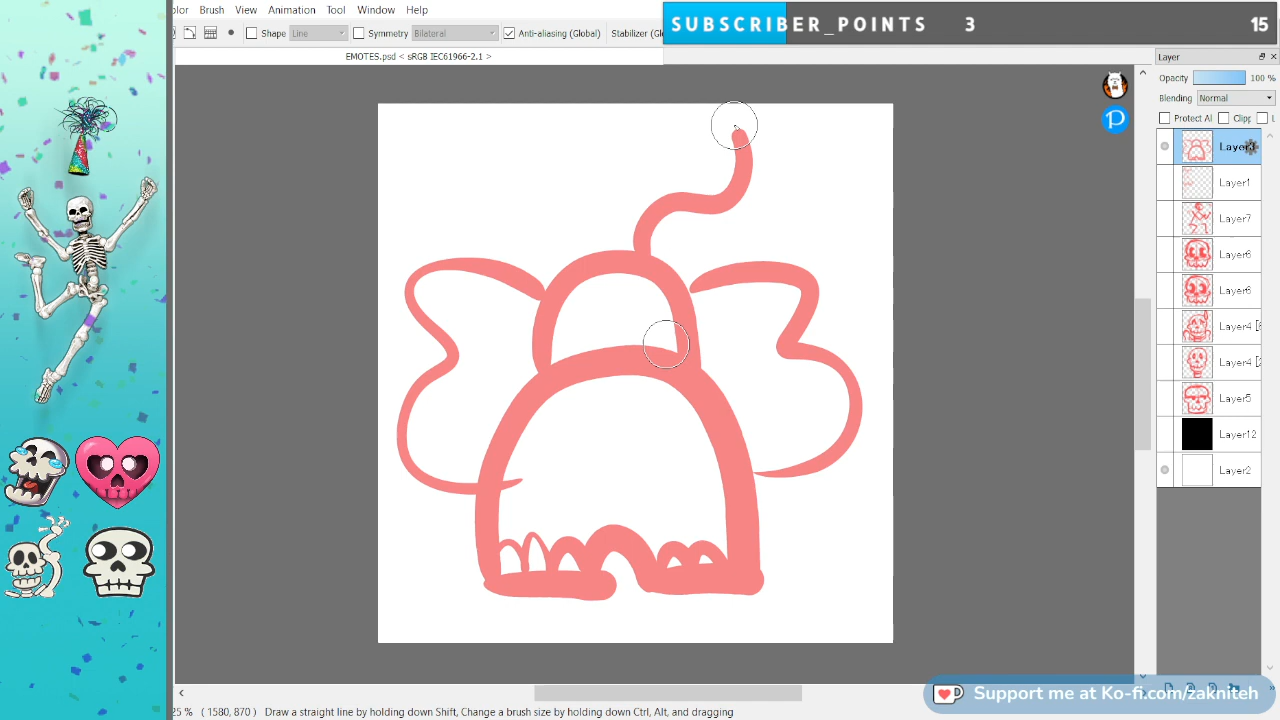 Brush View Animation Tool Window Help
SUBSCRIBER_POINTS 3 15
Shape Line Symmetry Bilateral Anti-aliasing (Global) Stabilizer
EMOTES.psd < sRGB IEC61966-2.1 >
Layer
Opacity 100 %
Blending Normal
Protect Al Clipp
Layer1
Layer7
Layer6
Layer6
Layer4
Layer4
Layer5
Layer12
Layer2
Support me at Ko-fi.com/zakniteh
25 % ( 1580, 870 ) Draw a straight line by holding down Shift, Change a brush size by holding down Ctrl, Alt, and dragging